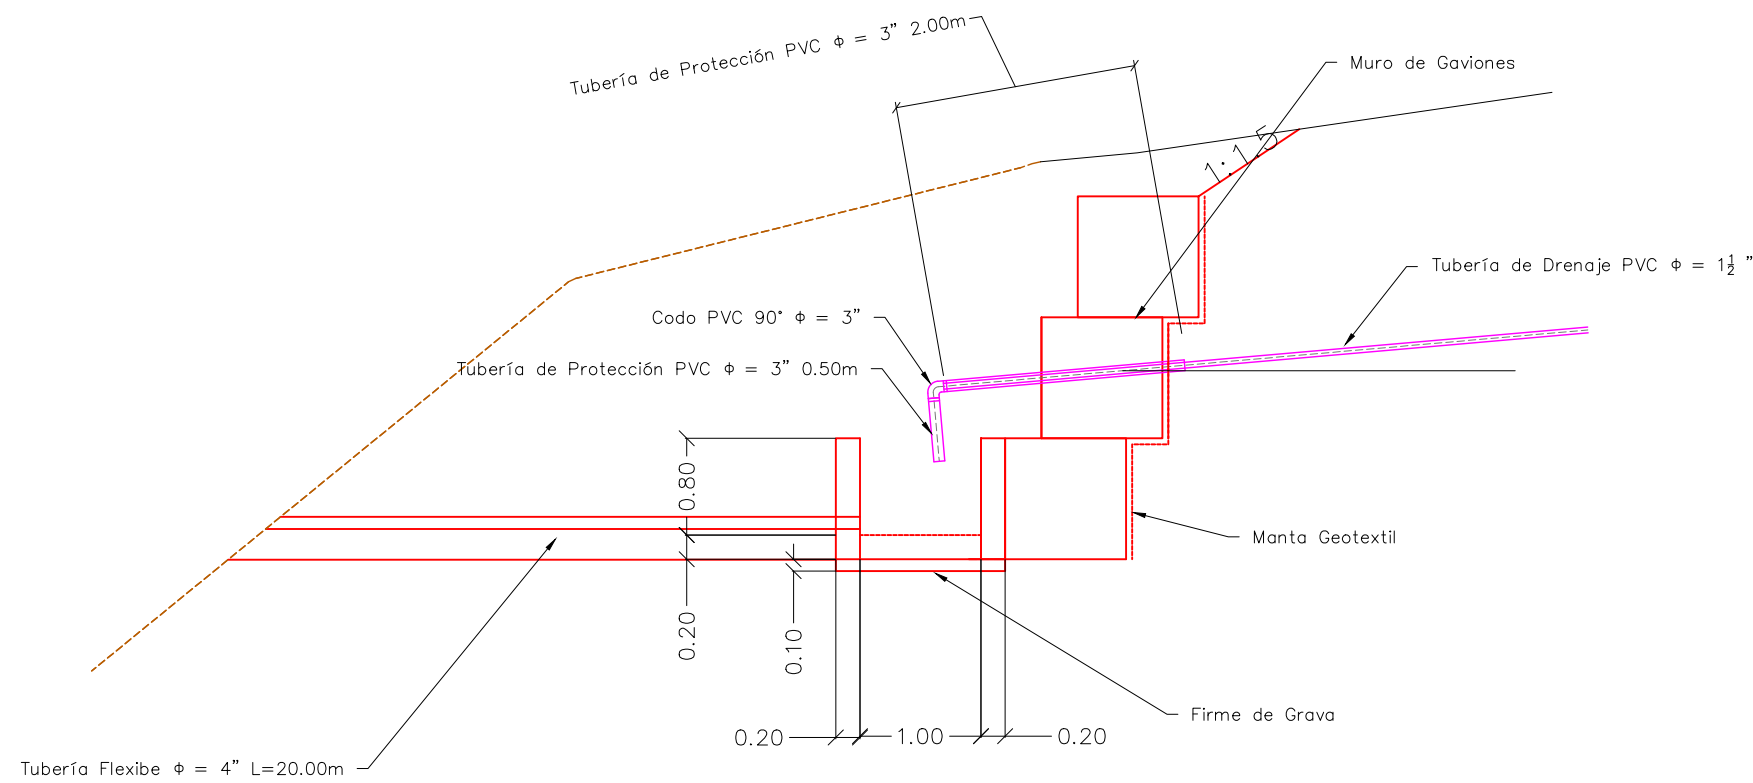 Tubería de Protección PVC ϕ = 3” 2.00m
Muro de Gaviones
1:1.5
Tubería de Drenaje PVC ϕ = 1½ ”
Codo PVC 90° ϕ = 3”
Tubería de Protección PVC ϕ = 3” 0.50m
0.80
Manta Geotextil
0.20
0.10
Firme de Grava
0.20
1.00
0.20
Tubería Flexibe ϕ = 4” L=20.00m